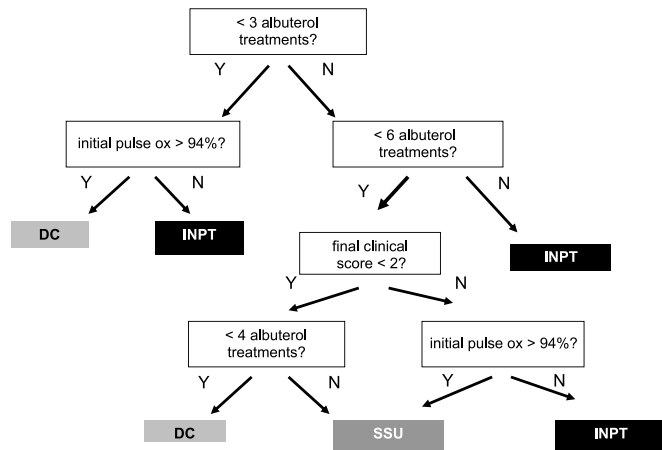 < 3 albuterol
treatments?
Y
N
initial pulse ox > 94%?
< 6 albuterol
treatments?
Y
N
Y
N
DC
INPT
final clinical
score < 2?
INPT
Y
N
< 4 albuterol
treatments?
initial pulse ox > 94%?
Y
N
Y
N
DC
SSU
INPT